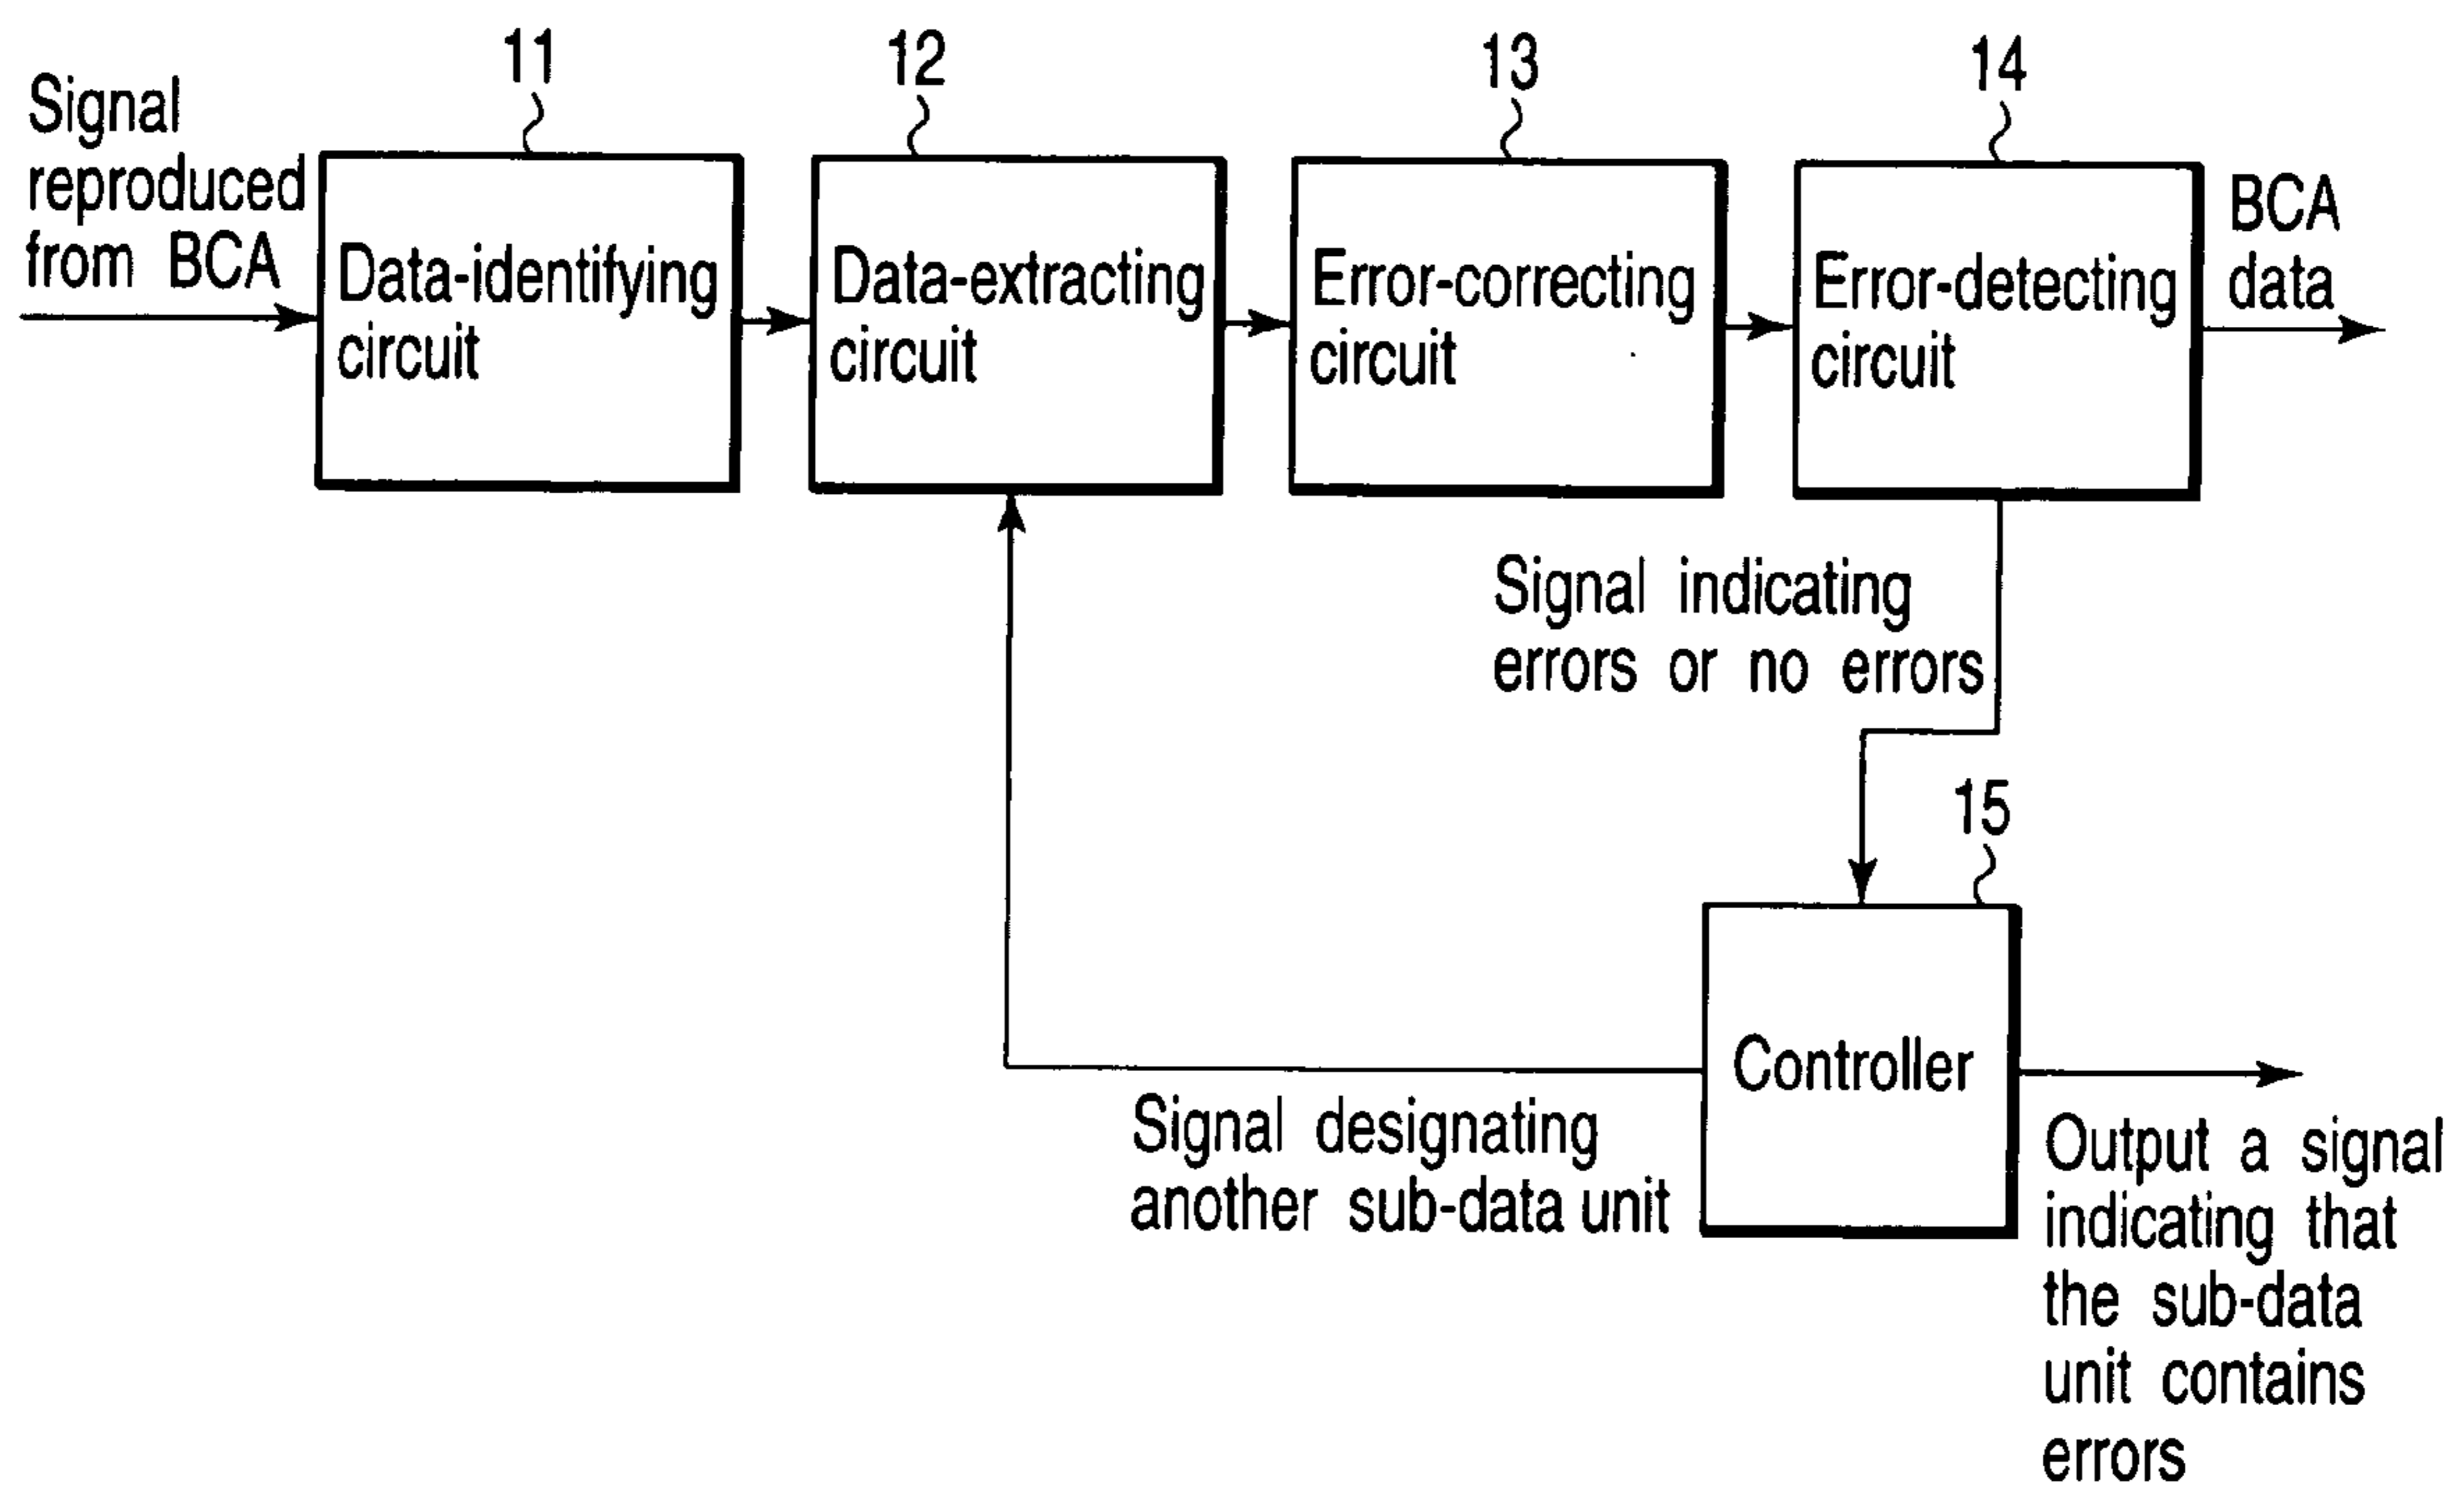 11
12
13
14
Signal
reproduced
from BCA
Data-identifying
circuit
Data-extracting
circuit
Error-correcting
circuit
Error-detecting
circuit
BCA
data
Signal indicating
errors or no errors
15
Controller
Signal designating
another sub-data unit
Output a signal
indicating that
the sub-data
unit contains
errors